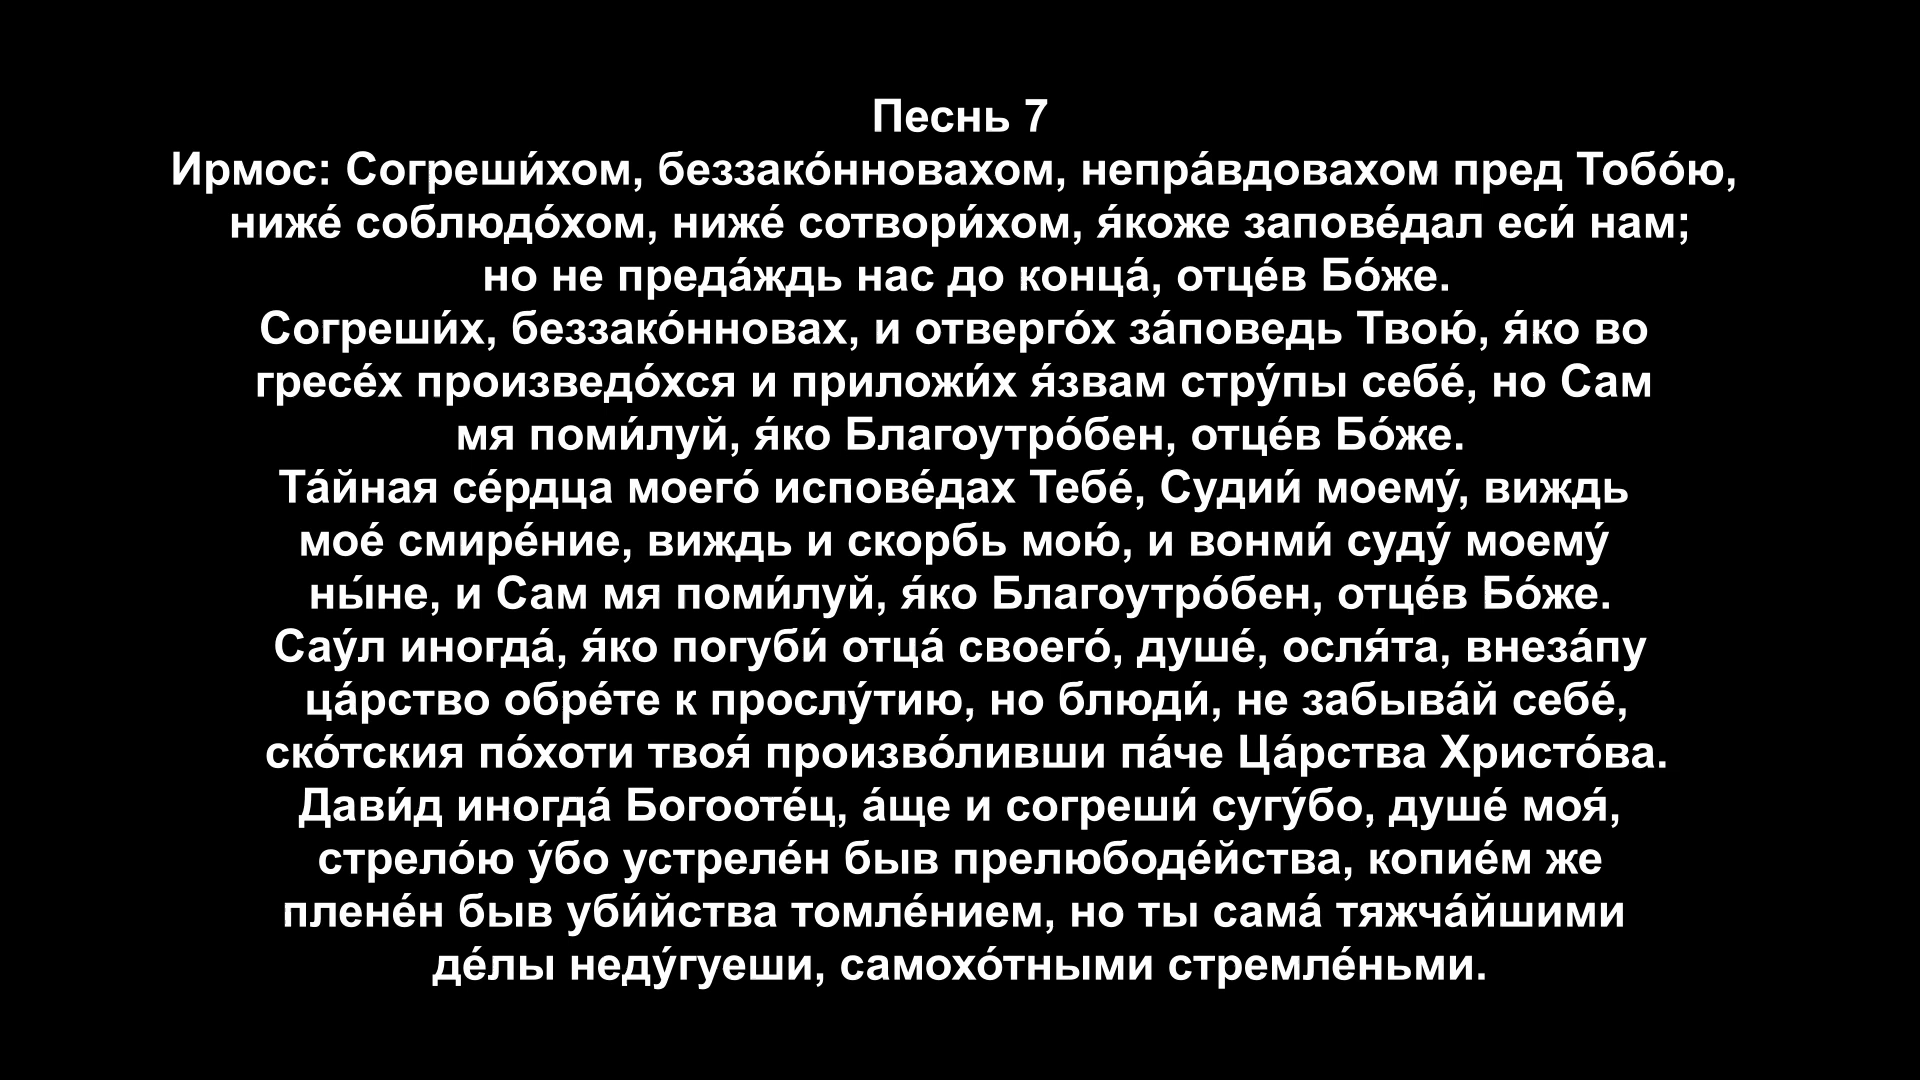 Песнь 7
Ирмос: Согреши́хом, беззако́нновахом, непра́вдовахом пред Тобо́ю,
ниже́ соблюдо́хом, ниже́ сотвори́хом, я́коже запове́дал еси́ нам;
но не преда́ждь нас до конца́, отце́в Бо́же.
Согреши́х, беззако́нновах, и отверго́х за́поведь Твою́, я́ко во
гресе́х произведо́хся и приложи́х я́звам стру́пы себе́, но Сам
мя поми́луй, я́ко Благоутро́бен, отце́в Бо́же.
Та́йная се́рдца моего́ испове́дах Тебе́, Судии́ моему́, виждь
мое́ смире́ние, виждь и скорбь мою́, и вонми́ суду́ моему́
ны́не, и Сам мя поми́луй, я́ко Благоутро́бен, отце́в Бо́же.
Сау́л иногда́, я́ко погуби́ отца́ своего́, душе́, осля́та, внеза́пу
ца́рство обре́те к прослу́тию, но блюди́, не забыва́й себе́,
ско́тския по́хоти твоя́ произво́ливши па́че Ца́рства Христо́ва.
Дави́д иногда́ Богооте́ц, а́ще и согреши́ сугу́бо, душе́ моя́,
стрело́ю у́бо устреле́н быв прелюбоде́йства, копие́м же
плене́н быв уби́йства томле́нием, но ты сама́ тяжча́йшими
де́лы неду́гуеши, самохо́тными стремле́ньми.